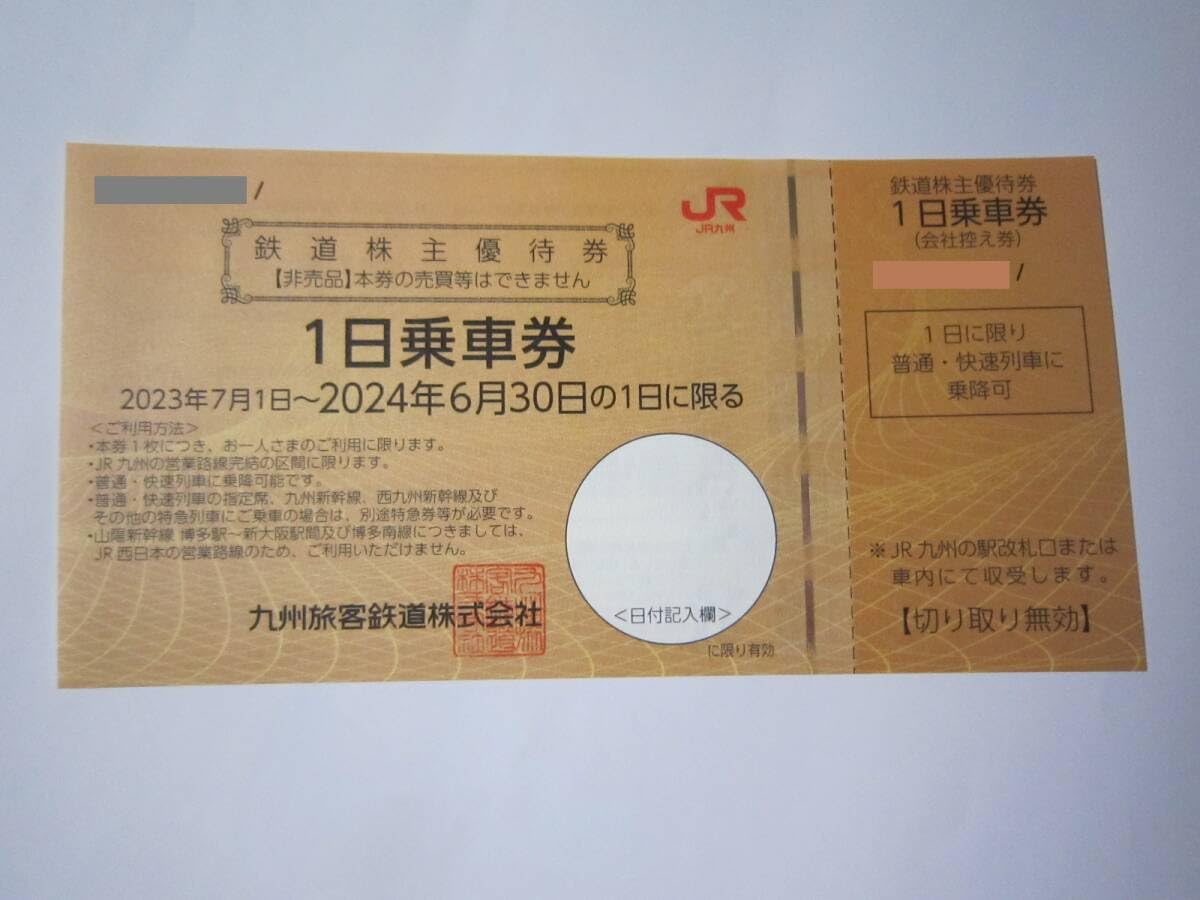 /
JR
JR九州
鉄道株主優待券
【非売品】本券の売買等はできません
1日乗車券
2023年7月1日～2024年6月30日の1日に限る
＜ご利用方法＞
・本券1枚につき、お一人さまのご利用に限ります。
・JR九州の営業路線完結の区間に限ります。
・普通・快速列車に乗降可能です。
・普通・快速列車の指定席、九州新幹線、西九州新幹線及び
その他の特急列車にご乗車の場合は、別途特急券等が必要です。
・山陽新幹線 博多駅～新大阪駅間及び博多南線につきましては、
JR西日本の営業路線のため、ご利用いただけません。
九州旅客鉄道株式会社
＜日付記入欄＞
に限り有効
鉄道株主優待券
1日乗車券
(会社控え券)
/
1日に限り
普通・快速列車に
乗降可
※JR九州の駅改札口または
車内にて収受します。
【切り取り無効】